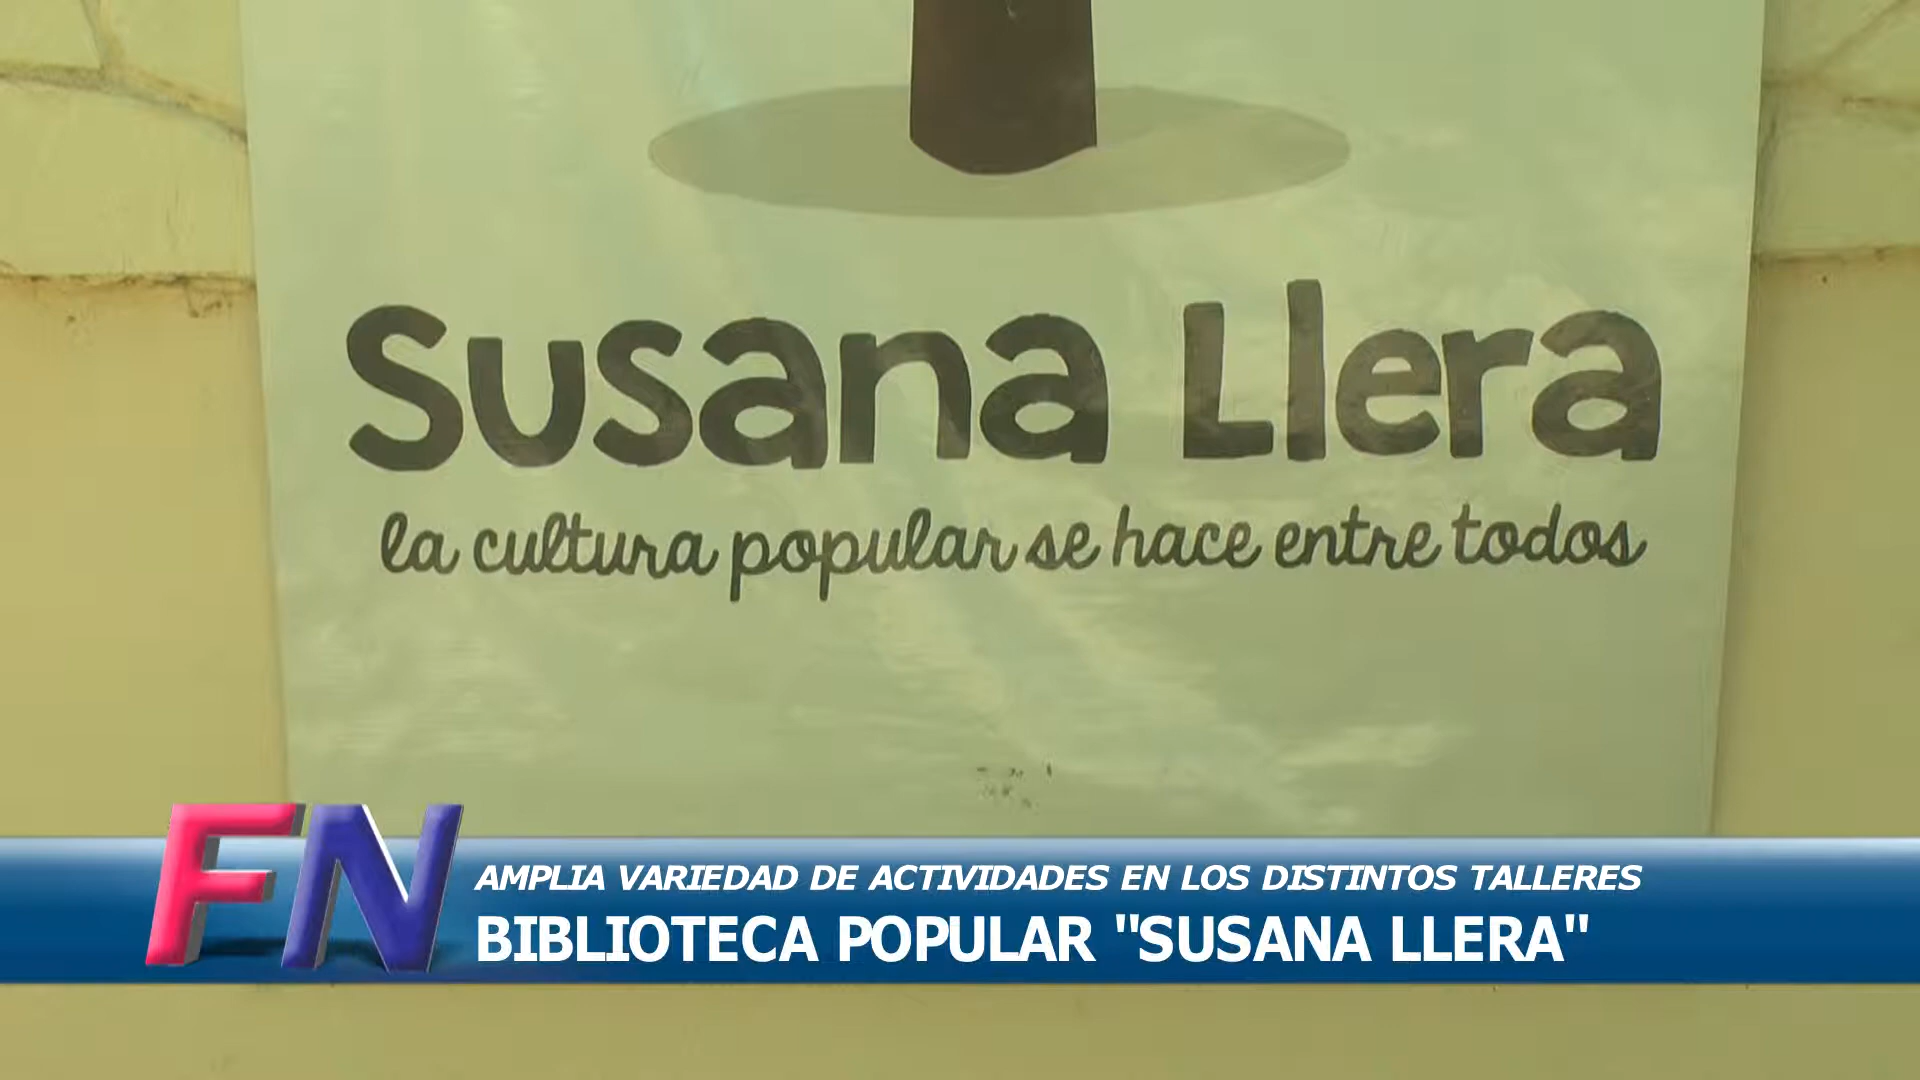 Susana Llera
la cultura popular se hace entre todos
FN
AMPLIA VARIEDAD DE ACTIVIDADES EN LOS DISTINTOS TALLERES
BIBLIOTECA POPULAR "SUSANA LLERA"